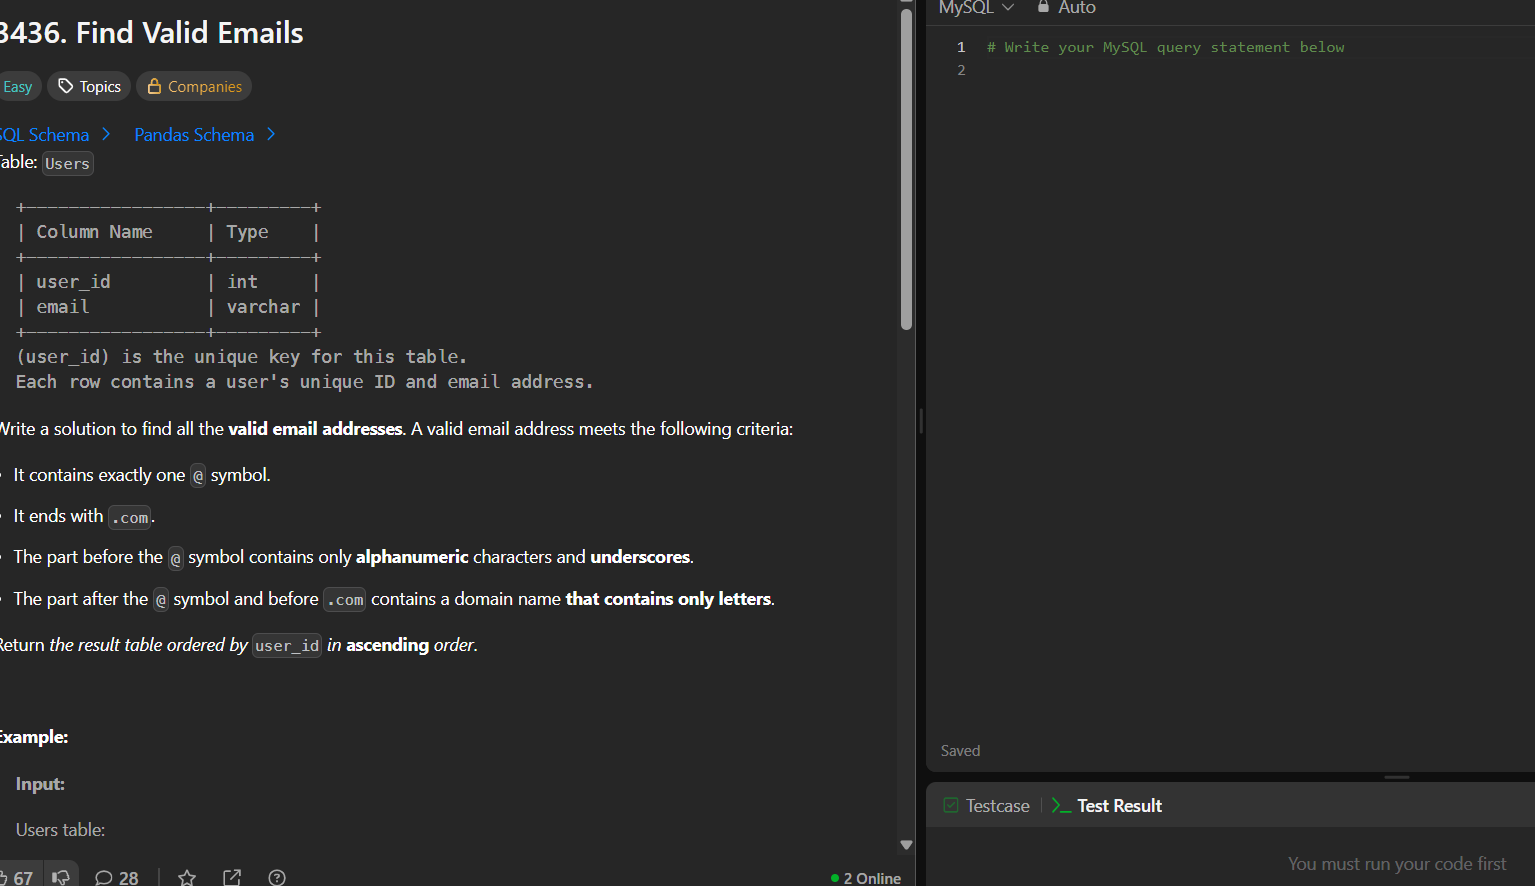 3436. Find Valid Emails
Easy Topics Companies
SQL Schema > Pandas Schema >
Table: Users
+-----------------+---------+
| Column Name     | Type    |
+-----------------+---------+
| user_id         | int     |
| email           | varchar |
+-----------------+---------+
(user_id) is the unique key for this table.
Each row contains a user's unique ID and email address.
Write a solution to find all the valid email addresses. A valid email address meets the following criteria:
• It contains exactly one @ symbol.
• It ends with .com.
• The part before the @ symbol contains only alphanumeric characters and underscores.
• The part after the @ symbol and before .com contains a domain name that contains only letters.
Return the result table ordered by user_id in ascending order.
Example:
Input:
Users table:
67 28 2 Online
MySQL Auto
1 # Write your MySQL query statement below
2
Saved
Testcase | >_ Test Result
You must run your code first